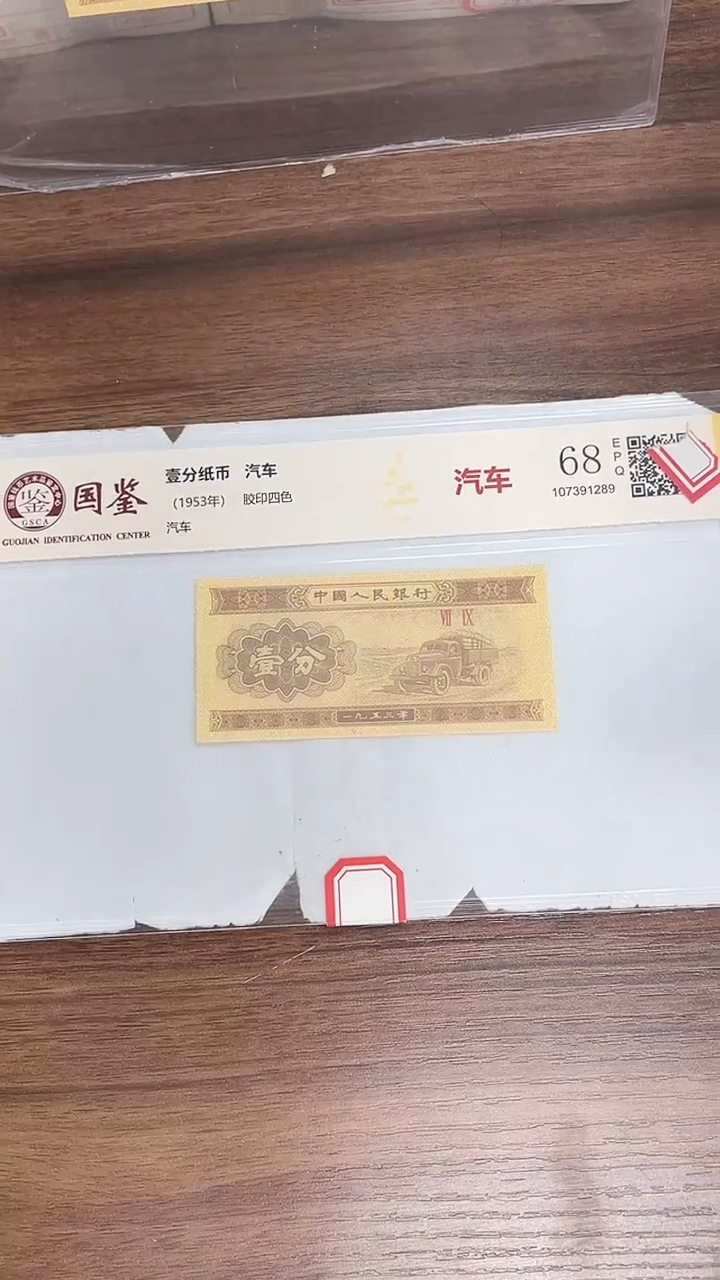 国鉴
GSCA
GUOJIAN IDENTIFICATION CENTER
壹分纸币 汽车
（1953年） 胶印四色
汽车
汽车
68
EPQ
107391289
中國人民銀行
VII IX
壹分
一九五三年